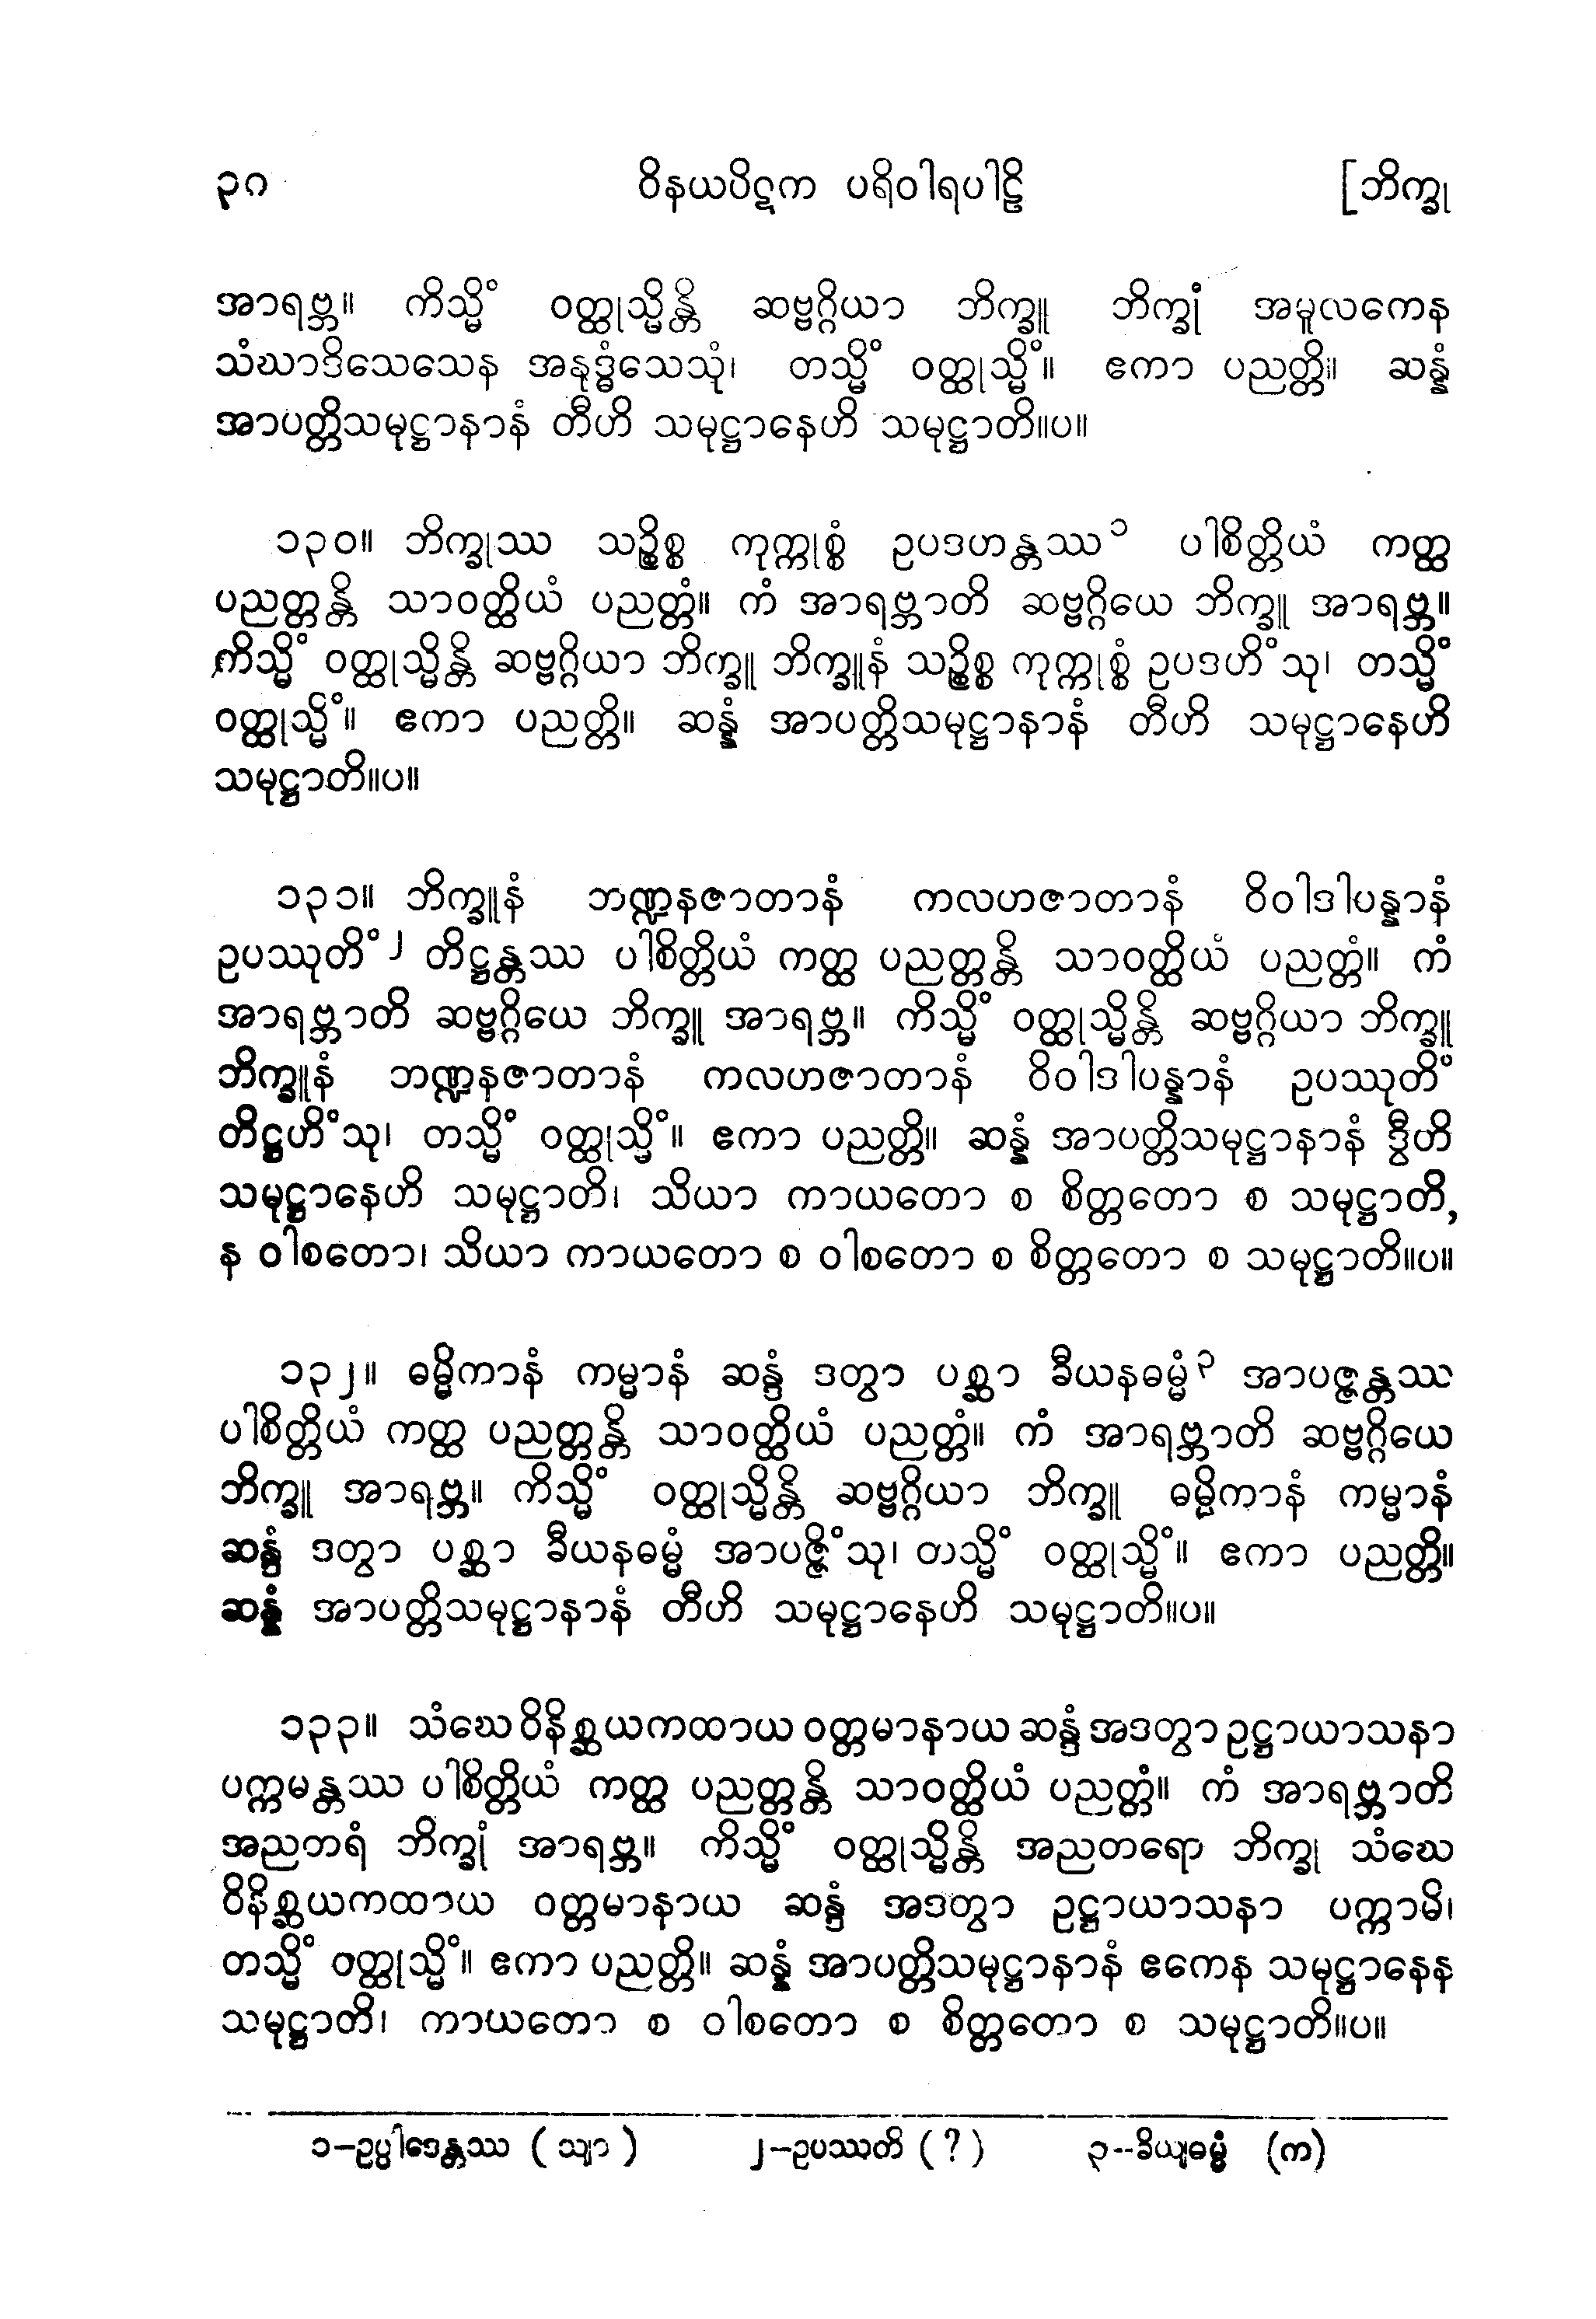 ၃၈ ဝိနယပိဋက ပရိဝါရပါဠိ [ဘိက္ခု
အာရဗ္ဘ။ ကိသ္မိံ ဝတ္ထုသ္မိန္တိ ဆဗ္ဗဂ္ဂိယာ ဘိက္ခူ ဘိက္ခုံ အမူလကေန
သံဃာဒိသေသေန အနုဒ္ဓံသေသုံ၊ တသ္မိံ ဝတ္ထုသ္မိံ။ ဧကာ ပညတ္တိ။ ဆန္နံ
အာပတ္တိသမုဋ္ဌာနာနံ တီဟိ သမုဋ္ဌာနေဟိ သမုဋ္ဌာတိ။ပ။
၁၃၀။ ဘိက္ခုဿ သဉ္စိစ္စ ကုက္ကုစ္စံ ဥပဒဟန္တဿ၁ ပါစိတ္တိယံ ကတ္ထ
ပညတ္တန္တိ သာဝတ္ထိယံ ပညတ္တံ။ ကံ အာရဗ္ဘာတိ ဆဗ္ဗဂ္ဂိယေ ဘိက္ခူ အာရဗ္ဘ။
ကိသ္မိံ ဝတ္ထုသ္မိန္တိ ဆဗ္ဗဂ္ဂိယာ ဘိက္ခူ ဘိက္ခူနံ သဉ္စိစ္စ ကုက္ကုစ္စံ ဥပဒဟိံသု၊ တသ္မိံ
ဝတ္ထုသ္မိံ။ ဧကာ ပညတ္တိ။ ဆန္နံ အာပတ္တိသမုဋ္ဌာနာနံ တီဟိ သမုဋ္ဌာနေဟိ
သမုဋ္ဌာတိ။ပ။
၁၃၁။ ဘိက္ခူနံ ဘဏ္ဍနဇာတာနံ ကလဟဇာတာနံ ဝိဝါဒါပန္နာနံ
ဥပဿုတိံ၂ တိဋ္ဌန္တဿ ပါစိတ္တိယံ ကတ္ထ ပညတ္တန္တိ သာဝတ္ထိယံ ပညတ္တံ။ ကံ
အာရဗ္ဘာတိ ဆဗ္ဗဂ္ဂိယေ ဘိက္ခူ အာရဗ္ဘ။ ကိသ္မိံ ဝတ္ထုသ္မိန္တိ ဆဗ္ဗဂ္ဂိယာ ဘိက္ခူ
ဘိက္ခူနံ ဘဏ္ဍနဇာတာနံ ကလဟဇာတာနံ ဝိဝါဒါပန္နာနံ ဥပဿုတိံ
တိဋ္ဌဟိံသု၊ တသ္မိံ ဝတ္ထုသ္မိံ။ ဧကာ ပညတ္တိ။ ဆန္နံ အာပတ္တိသမုဋ္ဌာနာနံ ဒွီဟိ
သမုဋ္ဌာနေဟိ သမုဋ္ဌာတိ၊ သိယာ ကာယတော စ စိတ္တတော စ သမုဋ္ဌာတိ,
န ဝါစတော၊ သိယာ ကာယတော စ ဝါစတော စ စိတ္တတော စ သမုဋ္ဌာတိ။ပ။
၁၃၂။ ဓမ္မိကာနံ ကမ္မာနံ ဆန္ဒံ ဒတွာ ပစ္ဆာ ခီယနဓမ္မံ၃ အာပဇ္ဇန္တဿ
ပါစိတ္တိယံ ကတ္ထ ပညတ္တန္တိ သာဝတ္ထိယံ ပညတ္တံ။ ကံ အာရဗ္ဘာတိ ဆဗ္ဗဂ္ဂိယေ
ဘိက္ခူ အာရဗ္ဘ။ ကိသ္မိံ ဝတ္ထုသ္မိန္တိ ဆဗ္ဗဂ္ဂိယာ ဘိက္ခူ ဓမ္မိကာနံ ကမ္မာနံ
ဆန္ဒံ ဒတွာ ပစ္ဆာ ခီယနဓမ္မံ အာပဇ္ဇိံသု၊ တသ္မိံ ဝတ္ထုသ္မိံ။ ဧကာ ပညတ္တိ။
ဆန္နံ အာပတ္တိသမုဋ္ဌာနာနံ တီဟိ သမုဋ္ဌာနေဟိ သမုဋ္ဌာတိ။ပ။
၁၃၃။ သံဃေ ဝိနိစ္ဆယကထာယ ဝတ္တမာနာယ ဆန္ဒံ အဒတွာ ဥဋ္ဌာယာသနာ
ပက္ကမန္တဿ ပါစိတ္တိယံ ကတ္ထ ပညတ္တန္တိ သာဝတ္ထိယံ ပညတ္တံ။ ကံ အာရဗ္ဘာတိ
အညတရံ ဘိက္ခုံ အာရဗ္ဘ။ ကိသ္မိံ ဝတ္ထုသ္မိန္တိ အညတရော ဘိက္ခု သံဃေ
ဝိနိစ္ဆယကထာယ ဝတ္တမာနာယ ဆန္ဒံ အဒတွာ ဥဋ္ဌာယာသနာ ပက္ကာမိ၊
တသ္မိံ ဝတ္ထုသ္မိံ။ ဧကာ ပညတ္တိ။ ဆန္နံ အာပတ္တိသမုဋ္ဌာနာနံ ဧကေန သမုဋ္ဌာနေန
သမုဋ္ဌာတိ၊ ကာယတော စ ဝါစတော စ စိတ္တတော စ သမုဋ္ဌာတိ။ပ။
၁–ဥပ္ပါဒေန္တဿ (သျာ) ၂–ဥပဿတိ (?) ၃--ခိယျဓမ္မံ (က)